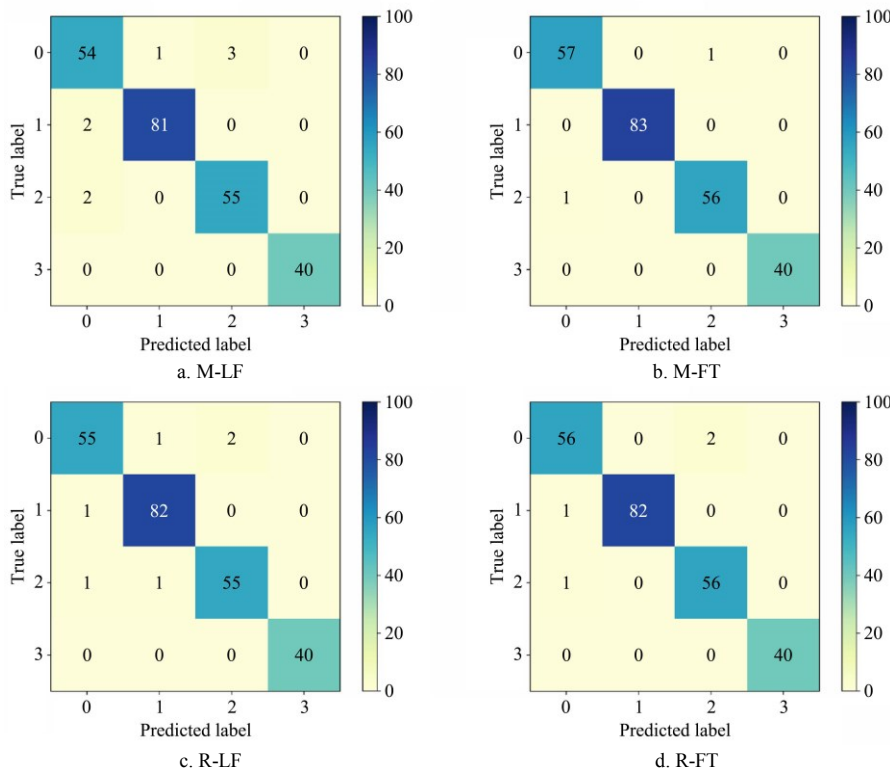 100
0 54 1 3 0
80
1 2 81 0 0
60
2 2 0 55 0
40
20
3 0 0 0 40
0
0 1 2 3
True label
Predicted label
a. M-LF
100
0 57 0 1 0
80
1 0 83 0 0
60
2 1 0 56 0
40
20
3 0 0 0 40
0
0 1 2 3
True label
Predicted label
b. M-FT
100
0 55 1 2 0
80
1 1 82 0 0
60
2 1 1 55 0
40
20
3 0 0 0 40
0
0 1 2 3
True label
Predicted label
c. R-LF
100
0 56 0 2 0
80
1 1 82 0 0
60
2 1 0 56 0
40
20
3 0 0 0 40
0
0 1 2 3
True label
Predicted label
d. R-FT